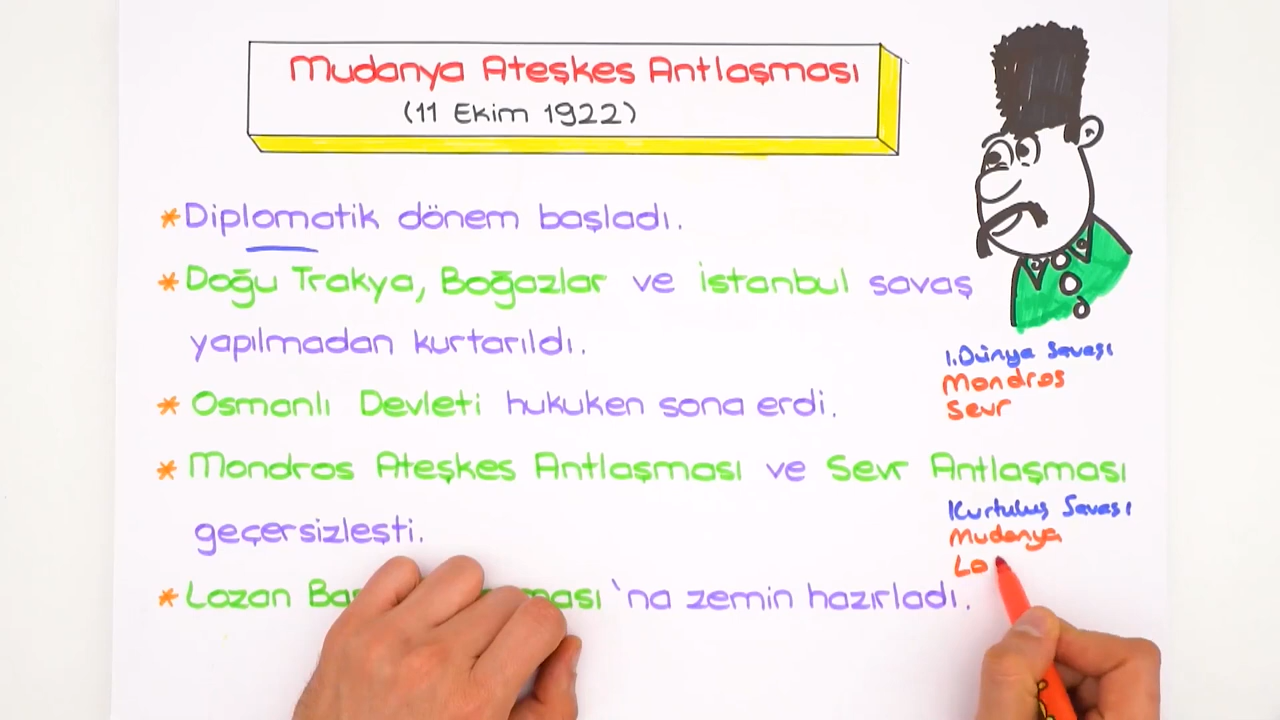 Mudanya Ateşkes Antlaşması
(11 Ekim 1922)
* Diplomatik dönem başladı.
* Doğu Trakya, Boğazlar ve İstanbul savaş
yapılmadan kurtarıldı.
* Osmanlı Devleti hukuken sona erdi.
* Mondros Ateşkes Antlaşması ve Sevr Antlaşması
geçersizleşti.
* Lozan 'na zemin hazırladı.
1. Dünya Savaşı
Mondros
Sevr
Kurtuluş Savaşı
Mudanya
Lo